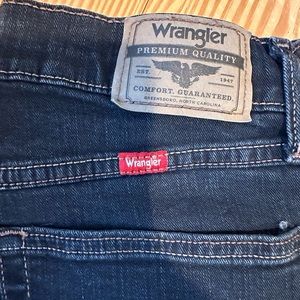 Wrangler
PREMIUM QUALITY
EST. 1947
COMFORT. GUARANTEED.
GREENSBORO, NORTH CAROLINA
Wrangler